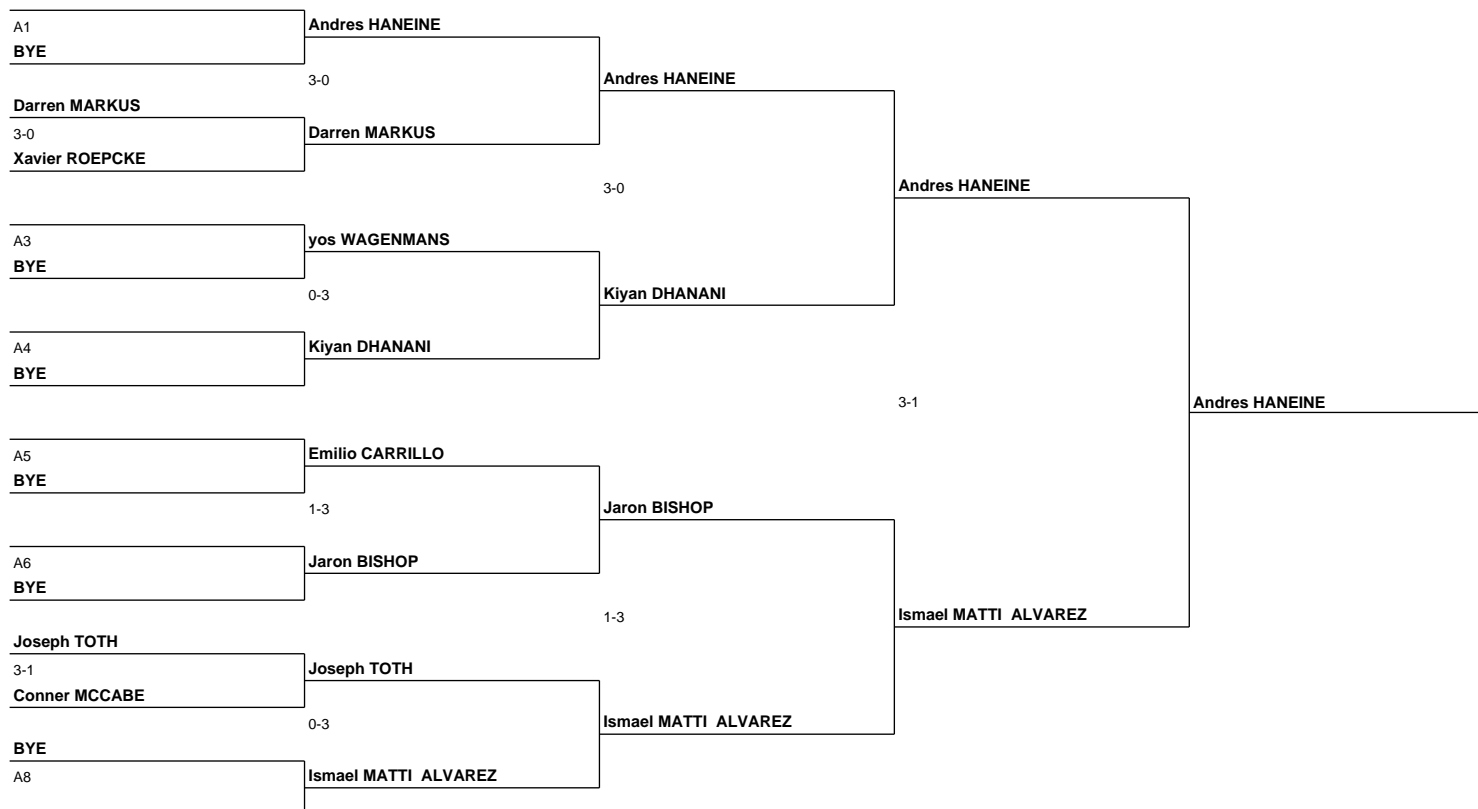 A1
BYE
Darren MARKUS
3-0
Xavier ROEPCKE
A3
BYE
A4
BYE
A5
BYE
A6
BYE
Joseph TOTH
3-1
Conner MCCABE
BYE
A8
Andres HANEINE
3-0
Darren MARKUS
yos WAGENMANS
0-3
Kiyan DHANANI
Emilio CARRILLO
1-3
Jaron BISHOP
Joseph TOTH
0-3
Ismael MATTI  ALVAREZ
Andres HANEINE
3-0
Kiyan DHANANI
Jaron BISHOP
1-3
Ismael MATTI  ALVAREZ
Andres HANEINE
3-1
Ismael MATTI  ALVAREZ
Andres HANEINE